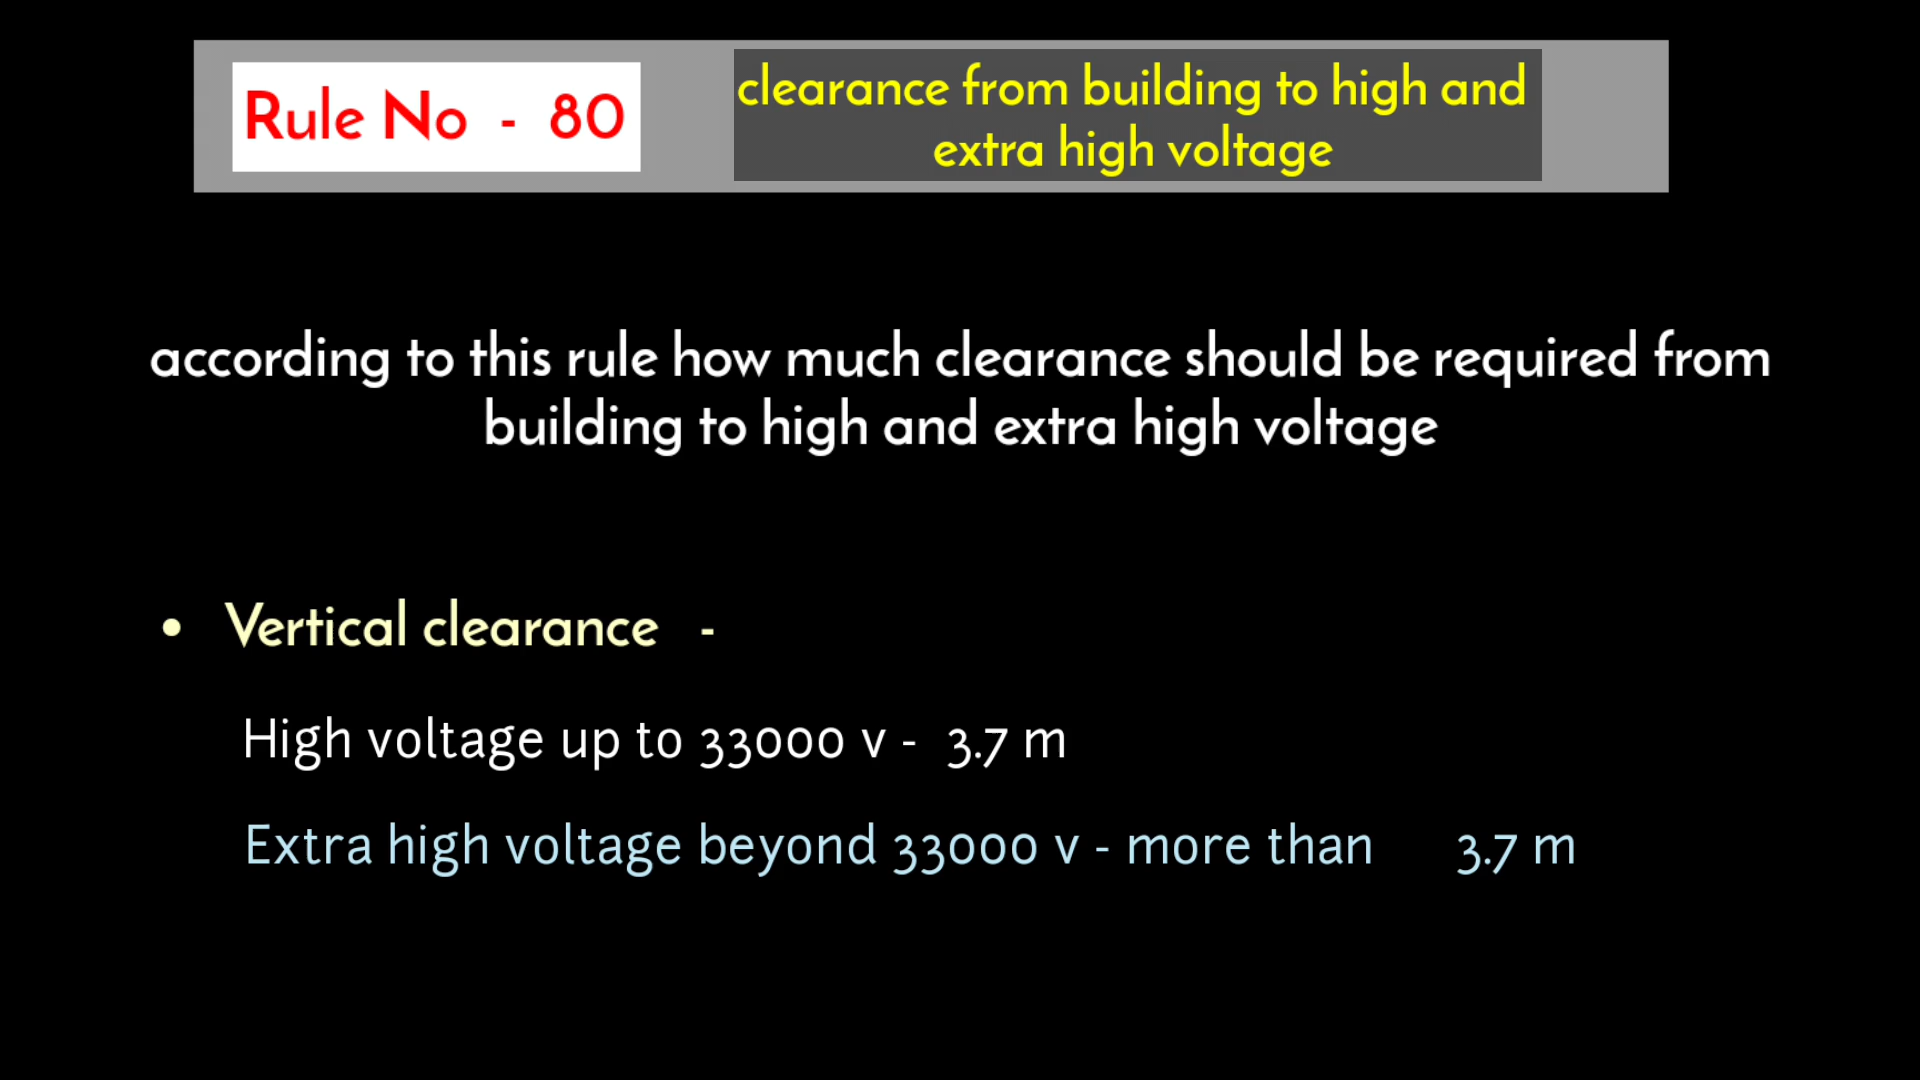 Rule No - 80
clearance from building to high and
extra high voltage
according to this rule how much clearance should be required from
building to high and extra high voltage
• Vertical clearance -
High voltage up to 33000 v - 3.7 m
Extra high voltage beyond 33000 v - more than 3.7 m